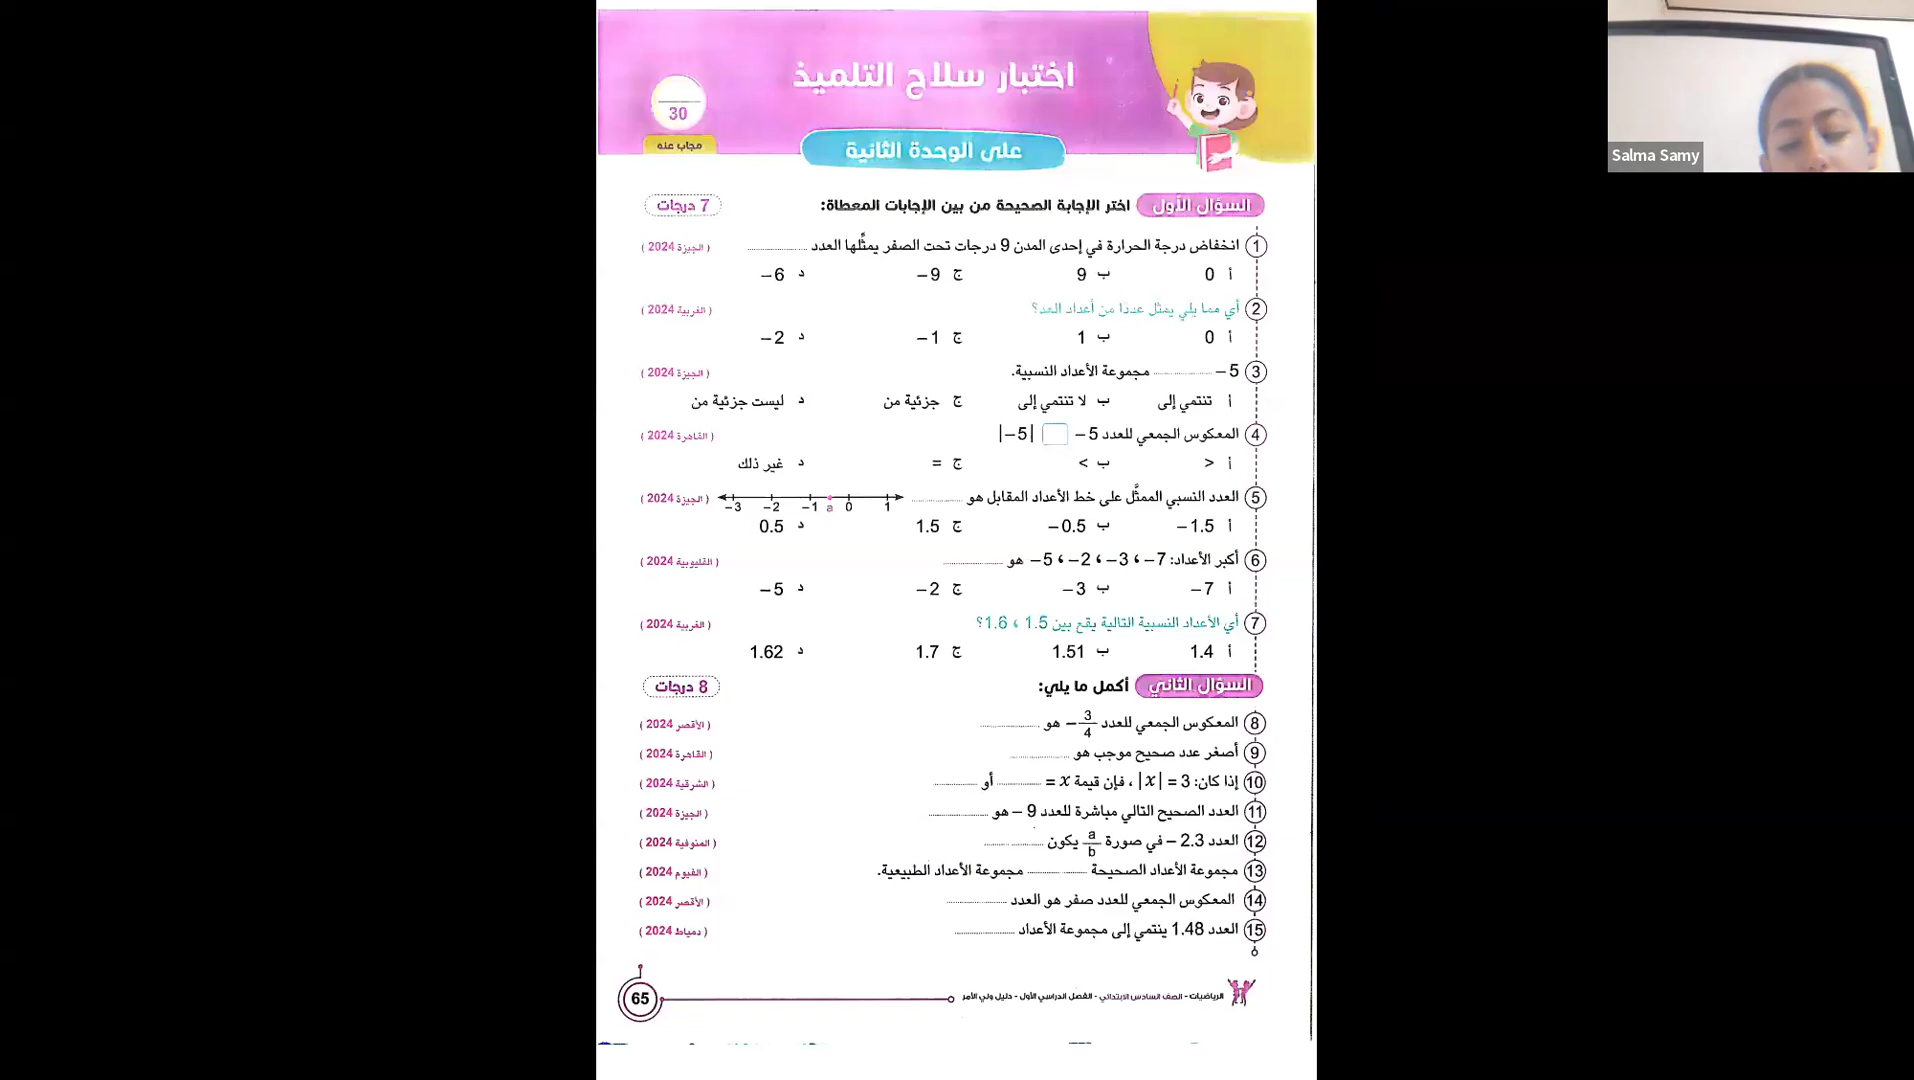 اختبار سلاح التلميذ
30
مجاب عنه
على الوحدة الثانية
Salma Samy
السؤال الأول اختر الإجابة الصحيحة من بين الإجابات المعطاة: 7 درجات
1 انخفاض درجة الحرارة في إحدى المدن 9 درجات تحت الصفر يمثِّلها العدد ............ ( الجيزة 2024 )
أ 0 ب 9 ج 9 – د 6 –
2 أي مما يلي يمثل عددًا من أعداد العد؟ ( الغربية 2024 )
أ 0 ب 1 ج 1 – د 2 –
3 5 – ............ مجموعة الأعداد النسبية. ( الجيزة 2024 )
أ تنتمي إلى ب لا تنتمي إلى ج جزئية من د ليست جزئية من
4 المعكوس الجمعي للعدد 5 – |–5| ( القاهرة 2024 )
أ > ب < ج = د غير ذلك
5 العدد النسبي الممثَّل على خط الأعداد المقابل هو ............ ( الجيزة 2024 )
–3 –2 –1 a 0 1
أ 1.5 – ب 0.5 – ج 1.5 د 0.5
6 أكبر الأعداد: 7 – ، 3 – ، 2 – ، 5 – هو ............ ( القليوبية 2024 )
أ 7 – ب 3 – ج 2 – د 5 –
7 أي الأعداد النسبية التالية يقع بين 1.5 ، 1.6؟ ( الغربية 2024 )
أ 1.4 ب 1.51 ج 1.7 د 1.62
السؤال الثاني أكمل ما يلي: 8 درجات
8 المعكوس الجمعي للعدد –3/4 هو ............ ( الأقصر 2024 )
9 أصغر عدد صحيح موجب هو ............ ( القاهرة 2024 )
10 إذا كان: |x| = 3 ، فإن قيمة x = ............ أو ............ ( الشرقية 2024 )
11 العدد الصحيح التالي مباشرة للعدد 9 – هو ............ ( الجيزة 2024 )
12 العدد 2.3 – في صورة a/b يكون ............ ( المنوفية 2024 )
13 مجموعة الأعداد الصحيحة ............ مجموعة الأعداد الطبيعية. ( الفيوم 2024 )
14 المعكوس الجمعي للعدد صفر هو العدد ............ ( الأقصر 2024 )
15 العدد 1.48 ينتمي إلى مجموعة الأعداد ............ ( دمياط 2024 )
الرياضيات - الصف السادس الابتدائي - الفصل الدراسي الأول - دليل ولي الأمر
65